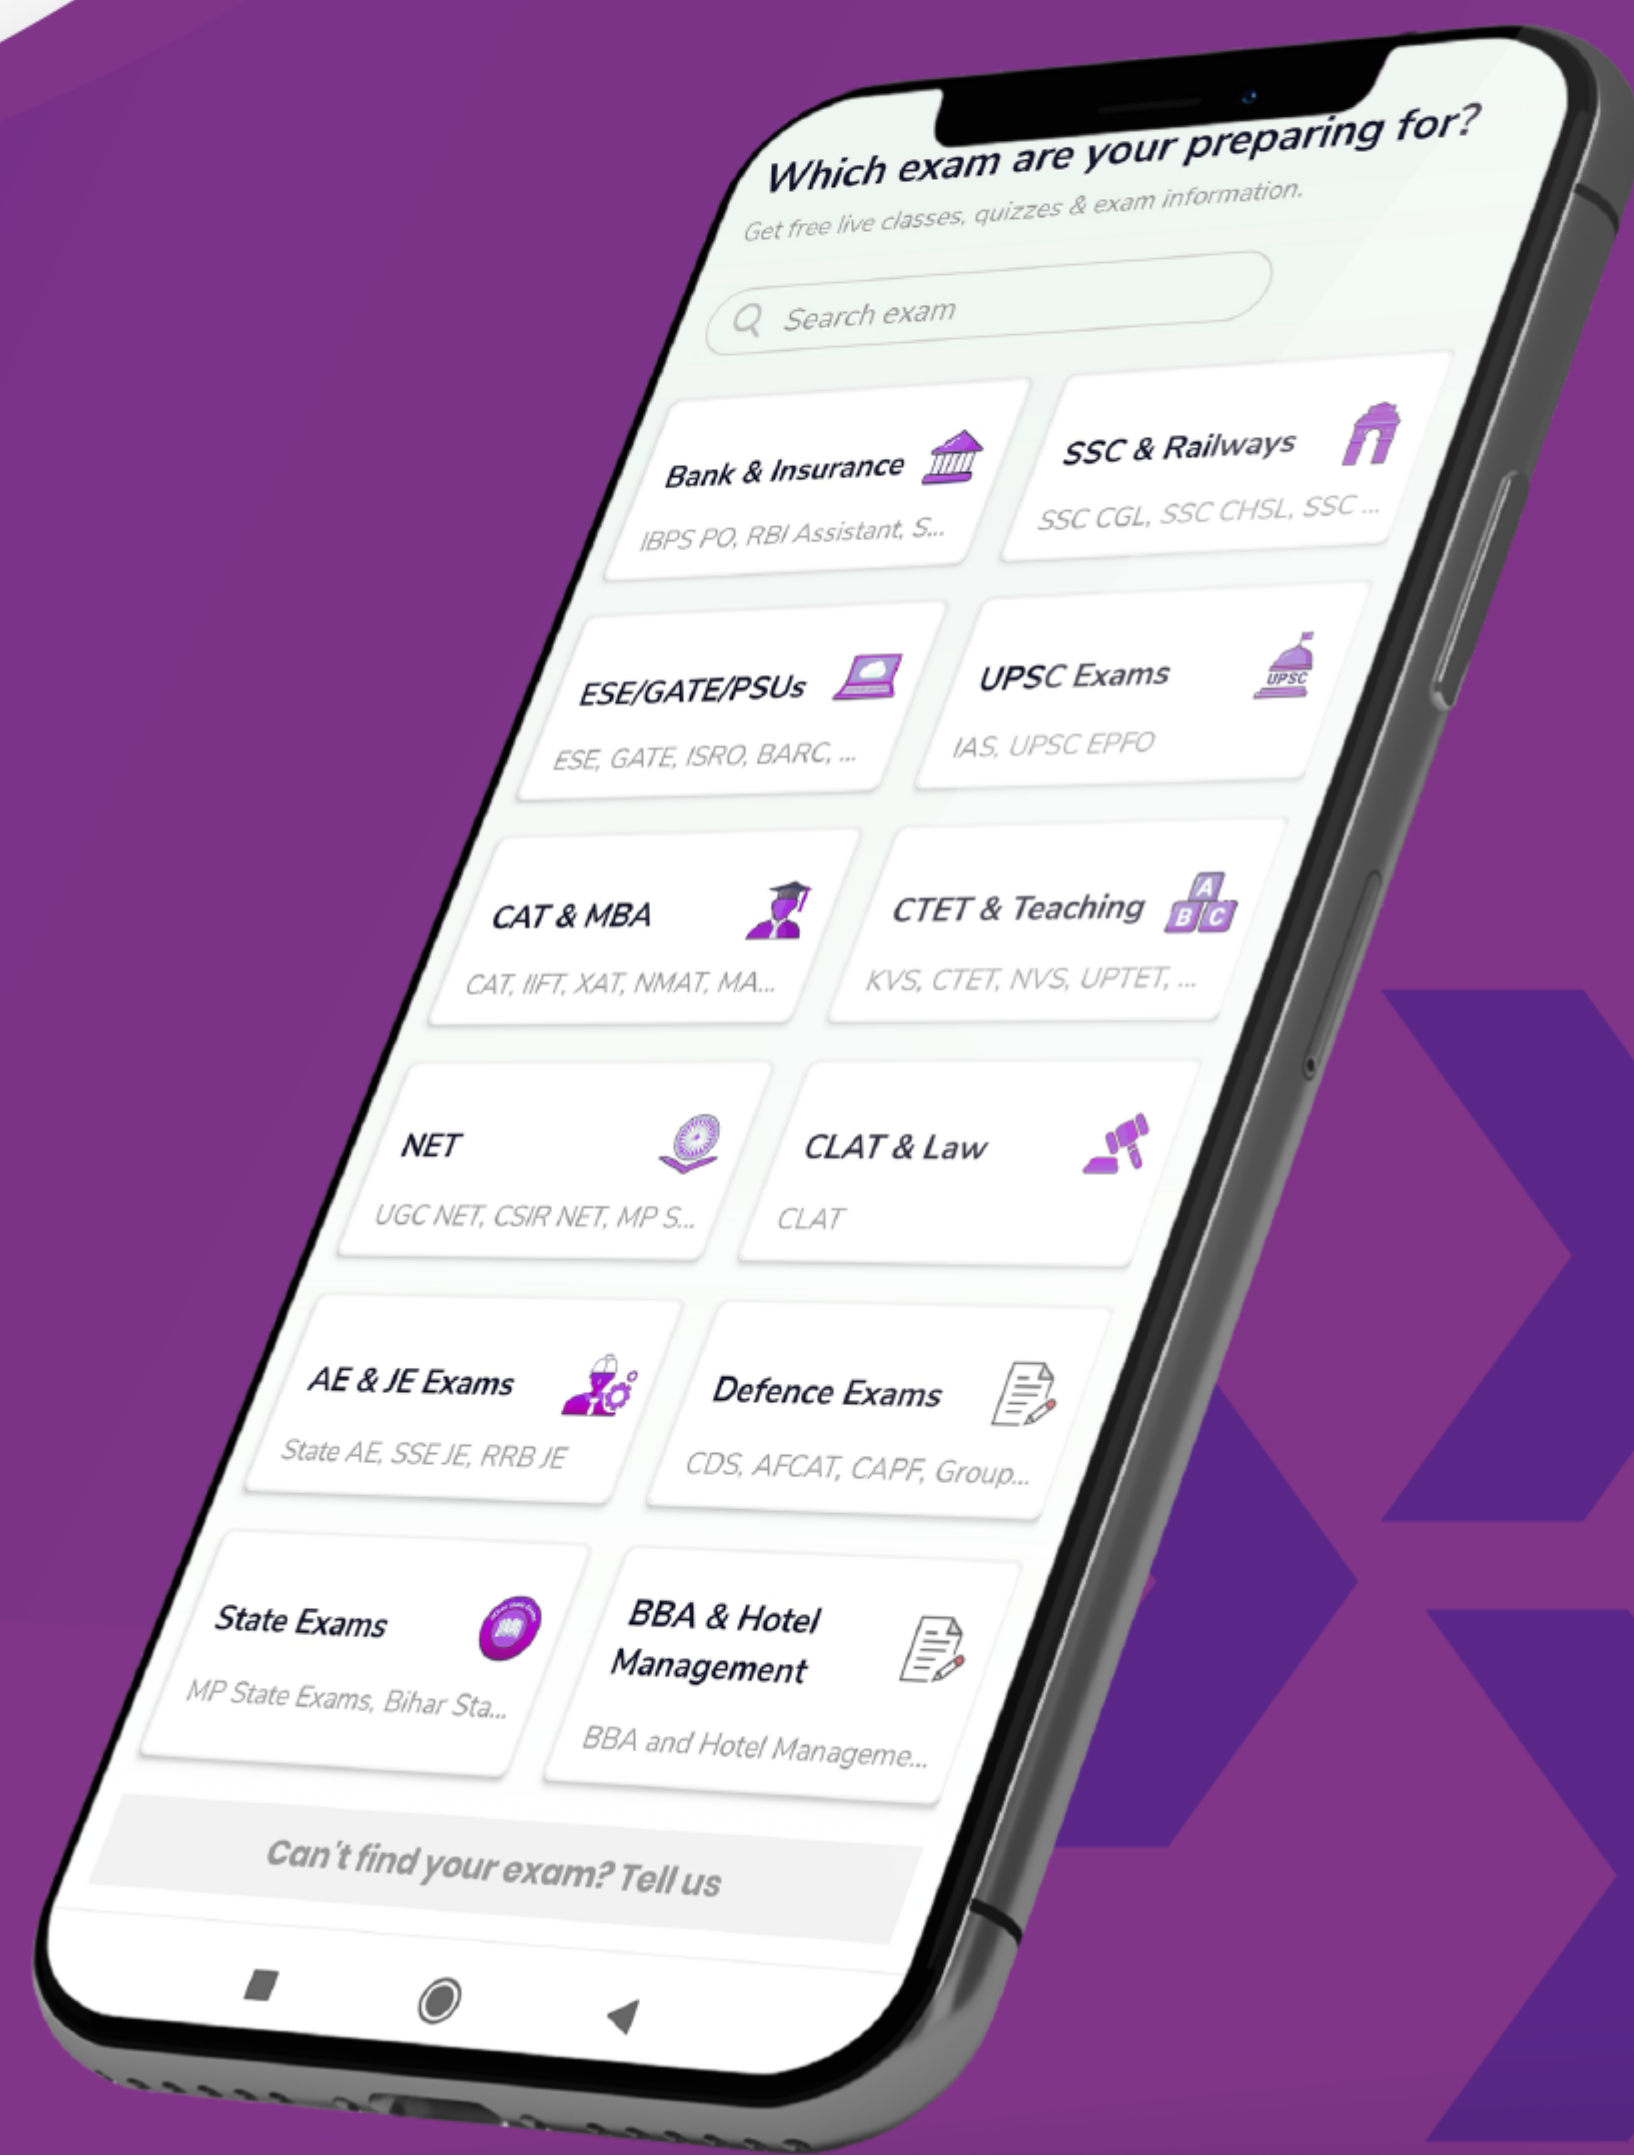 Which exam are your preparing for?
Get free live classes, quizzes & exam information.
Search exam
Bank & Insurance
IBPS PO, RBI Assistant, S...
SSC & Railways
SSC CGL, SSC CHSL, SSC ...
ESE/GATE/PSUs
ESE, GATE, ISRO, BARC, ...
UPSC Exams
UPSC
IAS, UPSC EPFO
CAT & MBA
CAT, IIFT, XAT, NMAT, MA...
CTET & Teaching
A
B C
KVS, CTET, NVS, UPTET, ...
NET
UGC NET, CSIR NET, MP S...
CLAT & Law
CLAT
AE & JE Exams
State AE, SSE JE, RRB JE
Defence Exams
CDS, AFCAT, CAPF, Group...
State Exams
MP State Exams, Bihar Sta...
BBA & Hotel
Management
BBA and Hotel Manageme...
Can't find your exam? Tell us